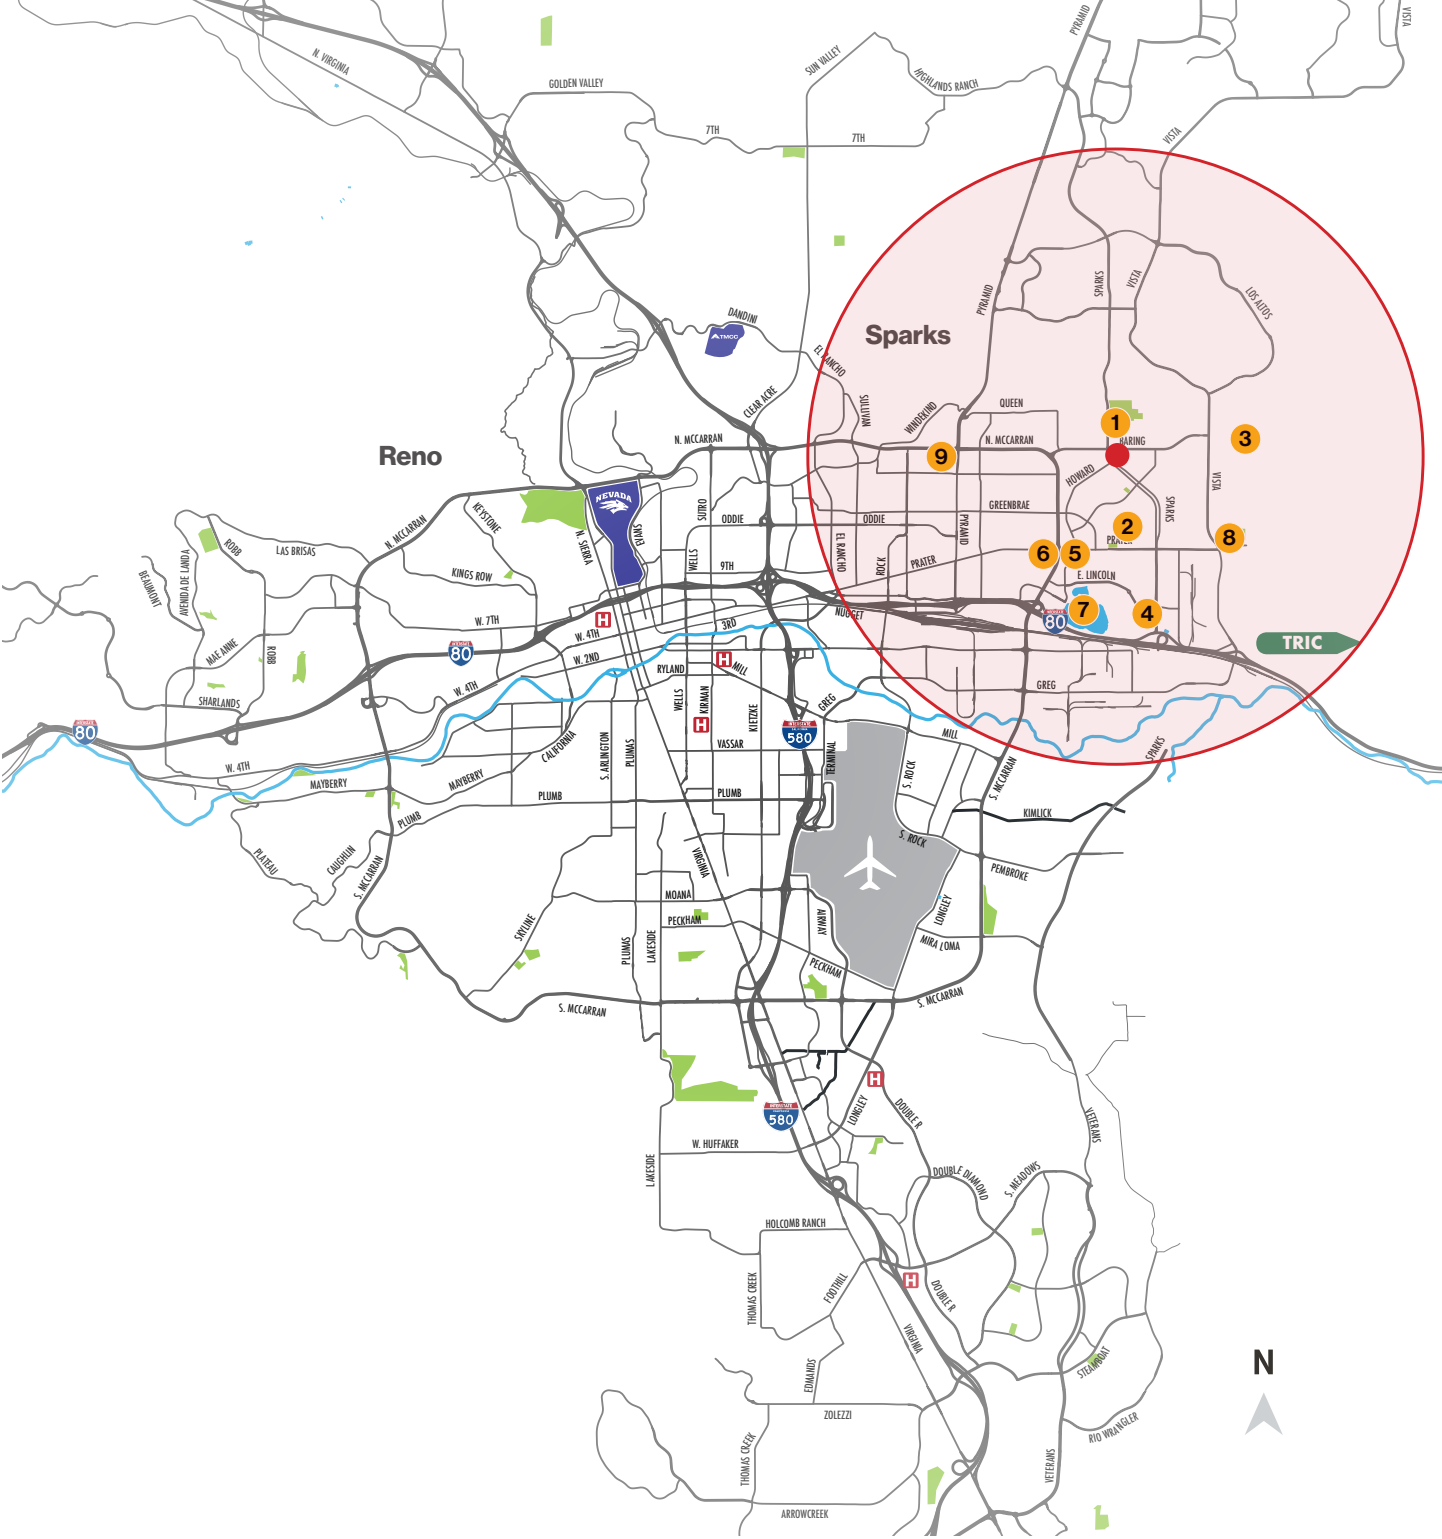 PYRAMID
VISTA
N. VIRGINIA
SUN VALLEY
HIGHLANDS RANCH
GOLDEN VALLEY
7TH
7TH
VISTA
PYRAMID
SPARKS
VISTA
LOS ALTOS
DANDINI
TMCC
Sparks
EL RANCHO
CLEAR ACRE
SULLIVAN
WINDEKIND
QUEEN
1
N. MCCARRAN
N. MCCARRAN
BARING
3
Reno
9
HOWARD
VISTA
NEVADA
KEYSTONE
SUTRO
GREENBRAE
SPARKS
N. MCCARRAN
ODDIE
ODDIE
N. SIERRA
EVANS
PYRAMID
2
PRATER
8
ROBB
LAS BRISAS
EL RANCHO
6
5
BEAUMONT
AVENIDA DE LANDA
WELLS
9TH
ROCK
PRATER
KINGS ROW
E. LINCOLN
7
4
80
W. 7TH
NUGGET
W. 4TH
3RD
TRIC
MAE ANNE
ROBB
80
W. 2ND
H
H
RYLAND
MILL
W. 4TH
GREG
SHARLANDS
WELLS
KIRMAN
KIETZKE
GREG
80
H
INTERSTATE
580
MILL
CALIFORNIA
S. ARLINGTON
PLUMAS
VASSAR
TERMINAL
SPARKS
W. 4TH
S. ROCK
S. MCCARRAN
MAYBERRY
MAYBERRY
PLUMB
PLUMB
KIMLICK
PLUMB
S. ROCK
PLATEAU
CAUGHLIN
S. MCCARRAN
VIRGINIA
PEMBROKE
MOANA
SKYLINE
PECKHAM
AIRWAY
LONGLEY
PLUMAS
LAKESIDE
MIRA LOMA
PECKHAM
S. MCCARRAN
S. MCCARRAN
H
INTERSTATE
580
LONGLEY
DOUBLE R
VETERANS
W. HUFFAKER
LAKESIDE
DOUBLE DIAMOND
S. MEADOWS
HOLCOMB RANCH
H
THOMAS CREEK
FOOTHILL
DOUBLE R
VIRGINIA
N
EDMANDS
STEAMBOAT
ZOLEZZI
RIO WRANGLER
THOMAS CREEK
VETERANS
ARROWCREEK